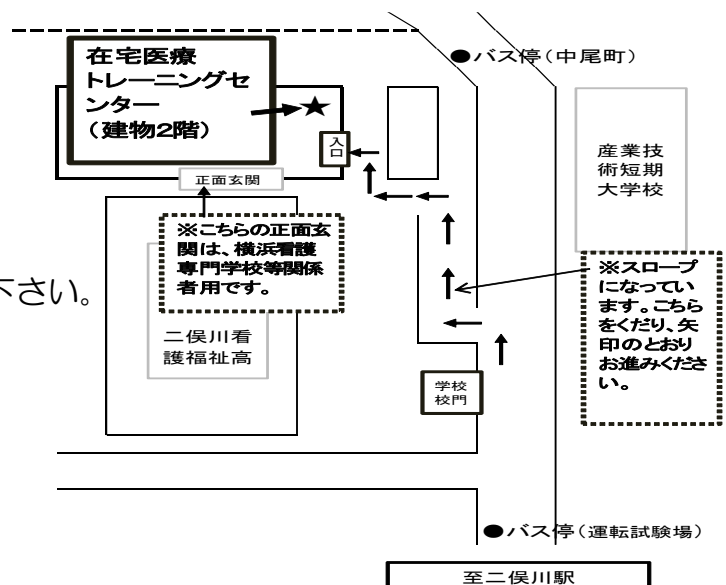 在宅医療
トレーニングセ
ンター
(建物2階)
●バス停(中尾町)
入口
正面玄関
産業技
術短期
大学校
※こちらの正面玄
関は、横浜看護
専門学校等関係
者用です。
※スロープ
になってい
ます。こちら
をくだり、矢
印のとおり
お進みくださ
い。
下さい。
二俣川看
護福祉高
学校
校門
●バス停(運転試験場)
至二俣川駅